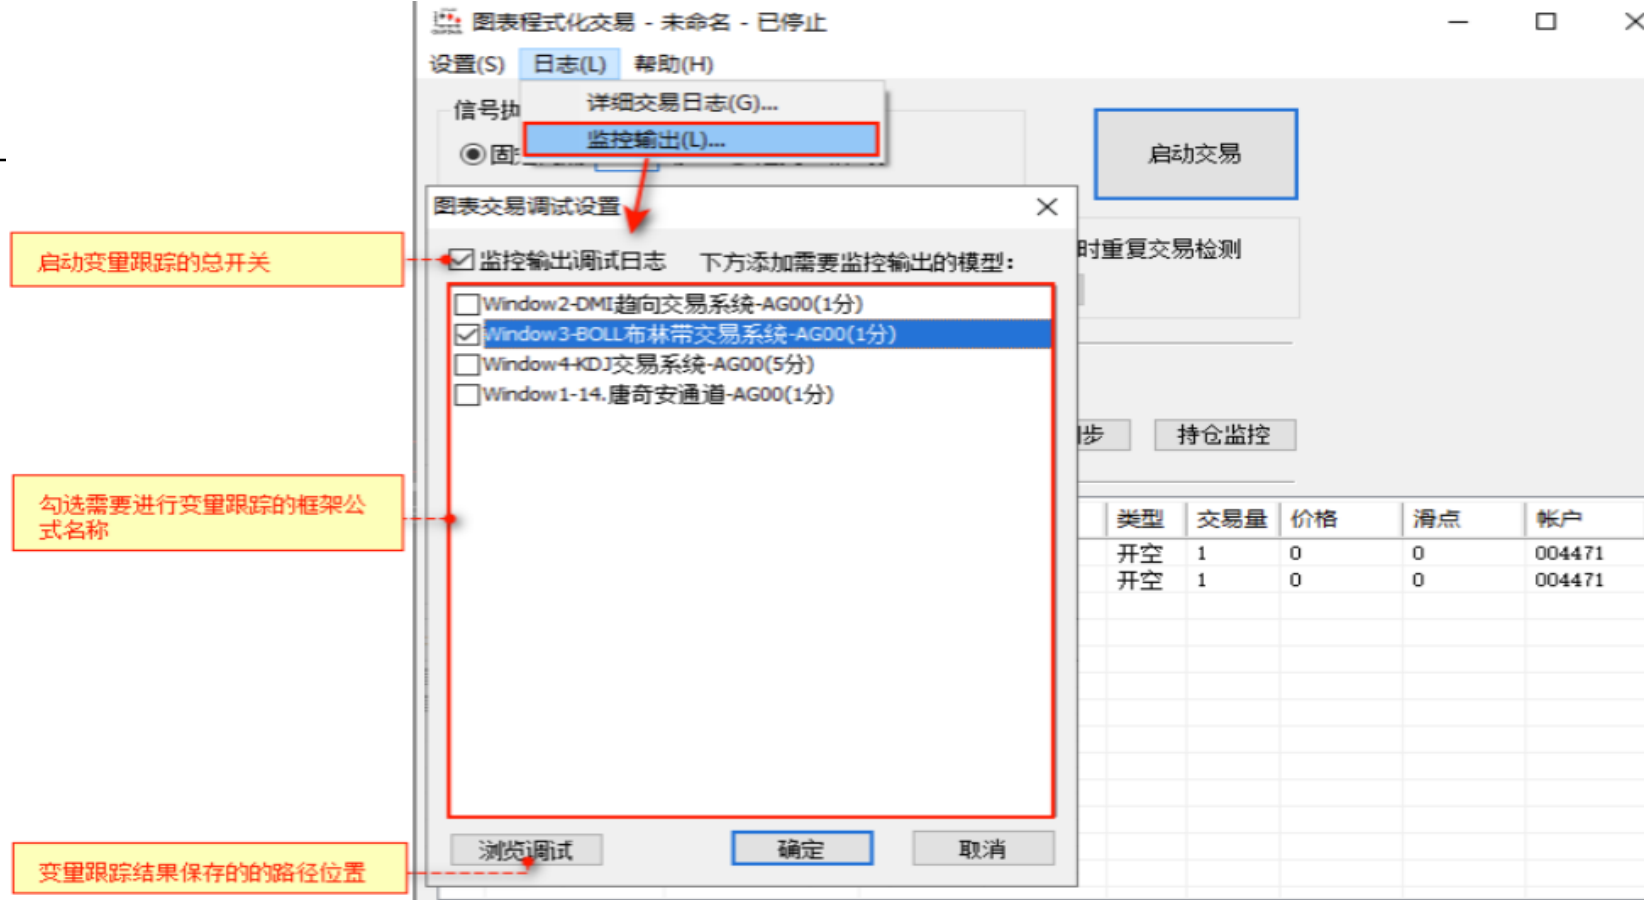 图表程式化交易 - 未命名 - 已停止
设置(S) 日志(L) 帮助(H)
详细交易日志(G)...
信号执
监控输出(L)...
启动交易
图表交易调试设置
时重复交易检测
启动变量跟踪的总开关
监控输出调试日志 下方添加需要监控输出的模型:
Window2-DMI趋向交易系统-AG00(1分)
Window3-BOLL布林带交易系统-AG00(1分)
Window4-KDJ交易系统-AG00(5分)
Window1-14.唐奇安通道-AG00(1分)
步 持仓监控
勾选需要进行变量跟踪的框架公
式名称
类型 交易量 价格 滑点 帐户
开空 1 0 0 004471
开空 1 0 0 004471
浏览调试 确定 取消
变量跟踪结果保存的的路径位置